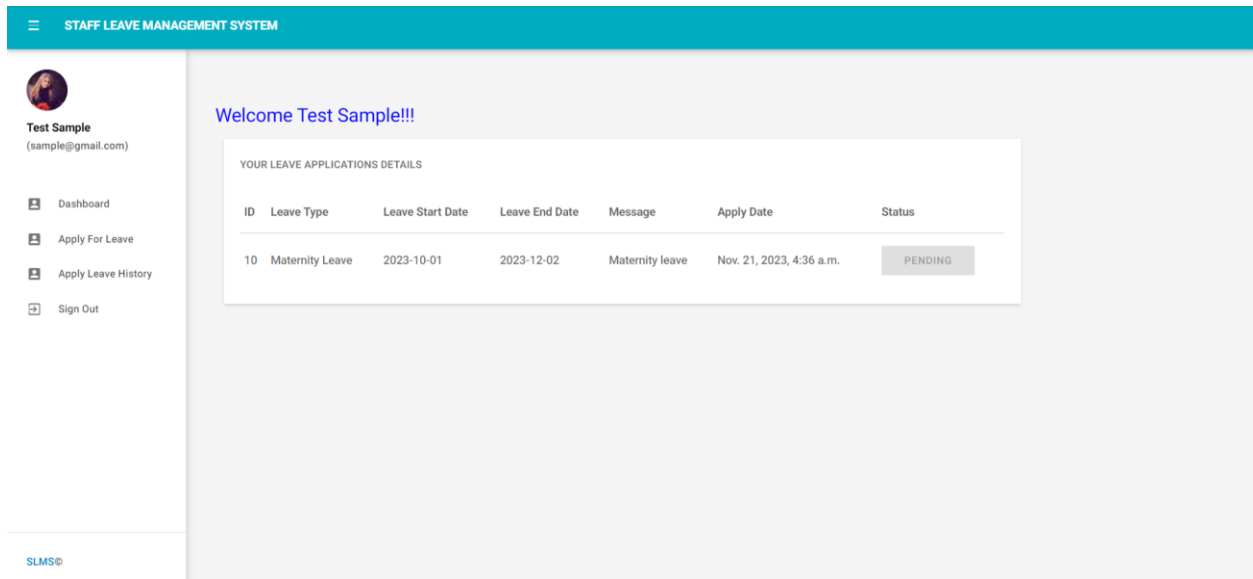 STAFF LEAVE MANAGEMENT SYSTEM
Test Sample
(sample@gmail.com)
Dashboard
Apply For Leave
Apply Leave History
Sign Out
SLMS©
Welcome Test Sample!!!
YOUR LEAVE APPLICATIONS DETAILS
ID Leave Type Leave Start Date Leave End Date Message Apply Date Status
10 Maternity Leave 2023-10-01 2023-12-02 Maternity leave Nov. 21, 2023, 4:36 a.m. PENDING